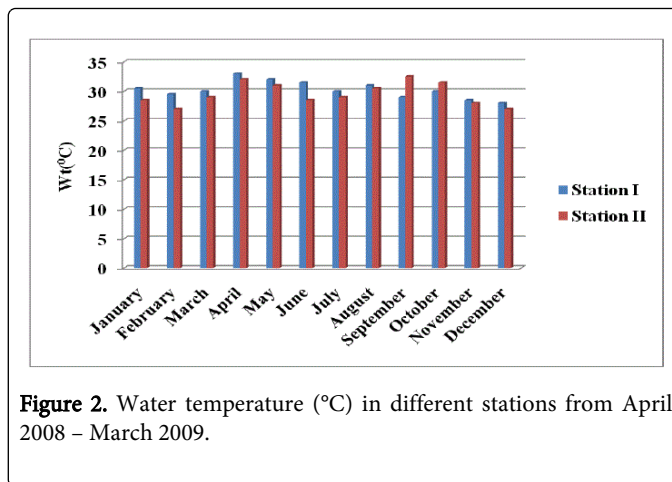 35
30
25
20
15
10
5
0
Wt(⁰C)
January
February
March
April
May
June
July
August
September
October
November
December
Station I
Station II
Figure 2. Water temperature (°C) in different stations from April
2008 – March 2009.